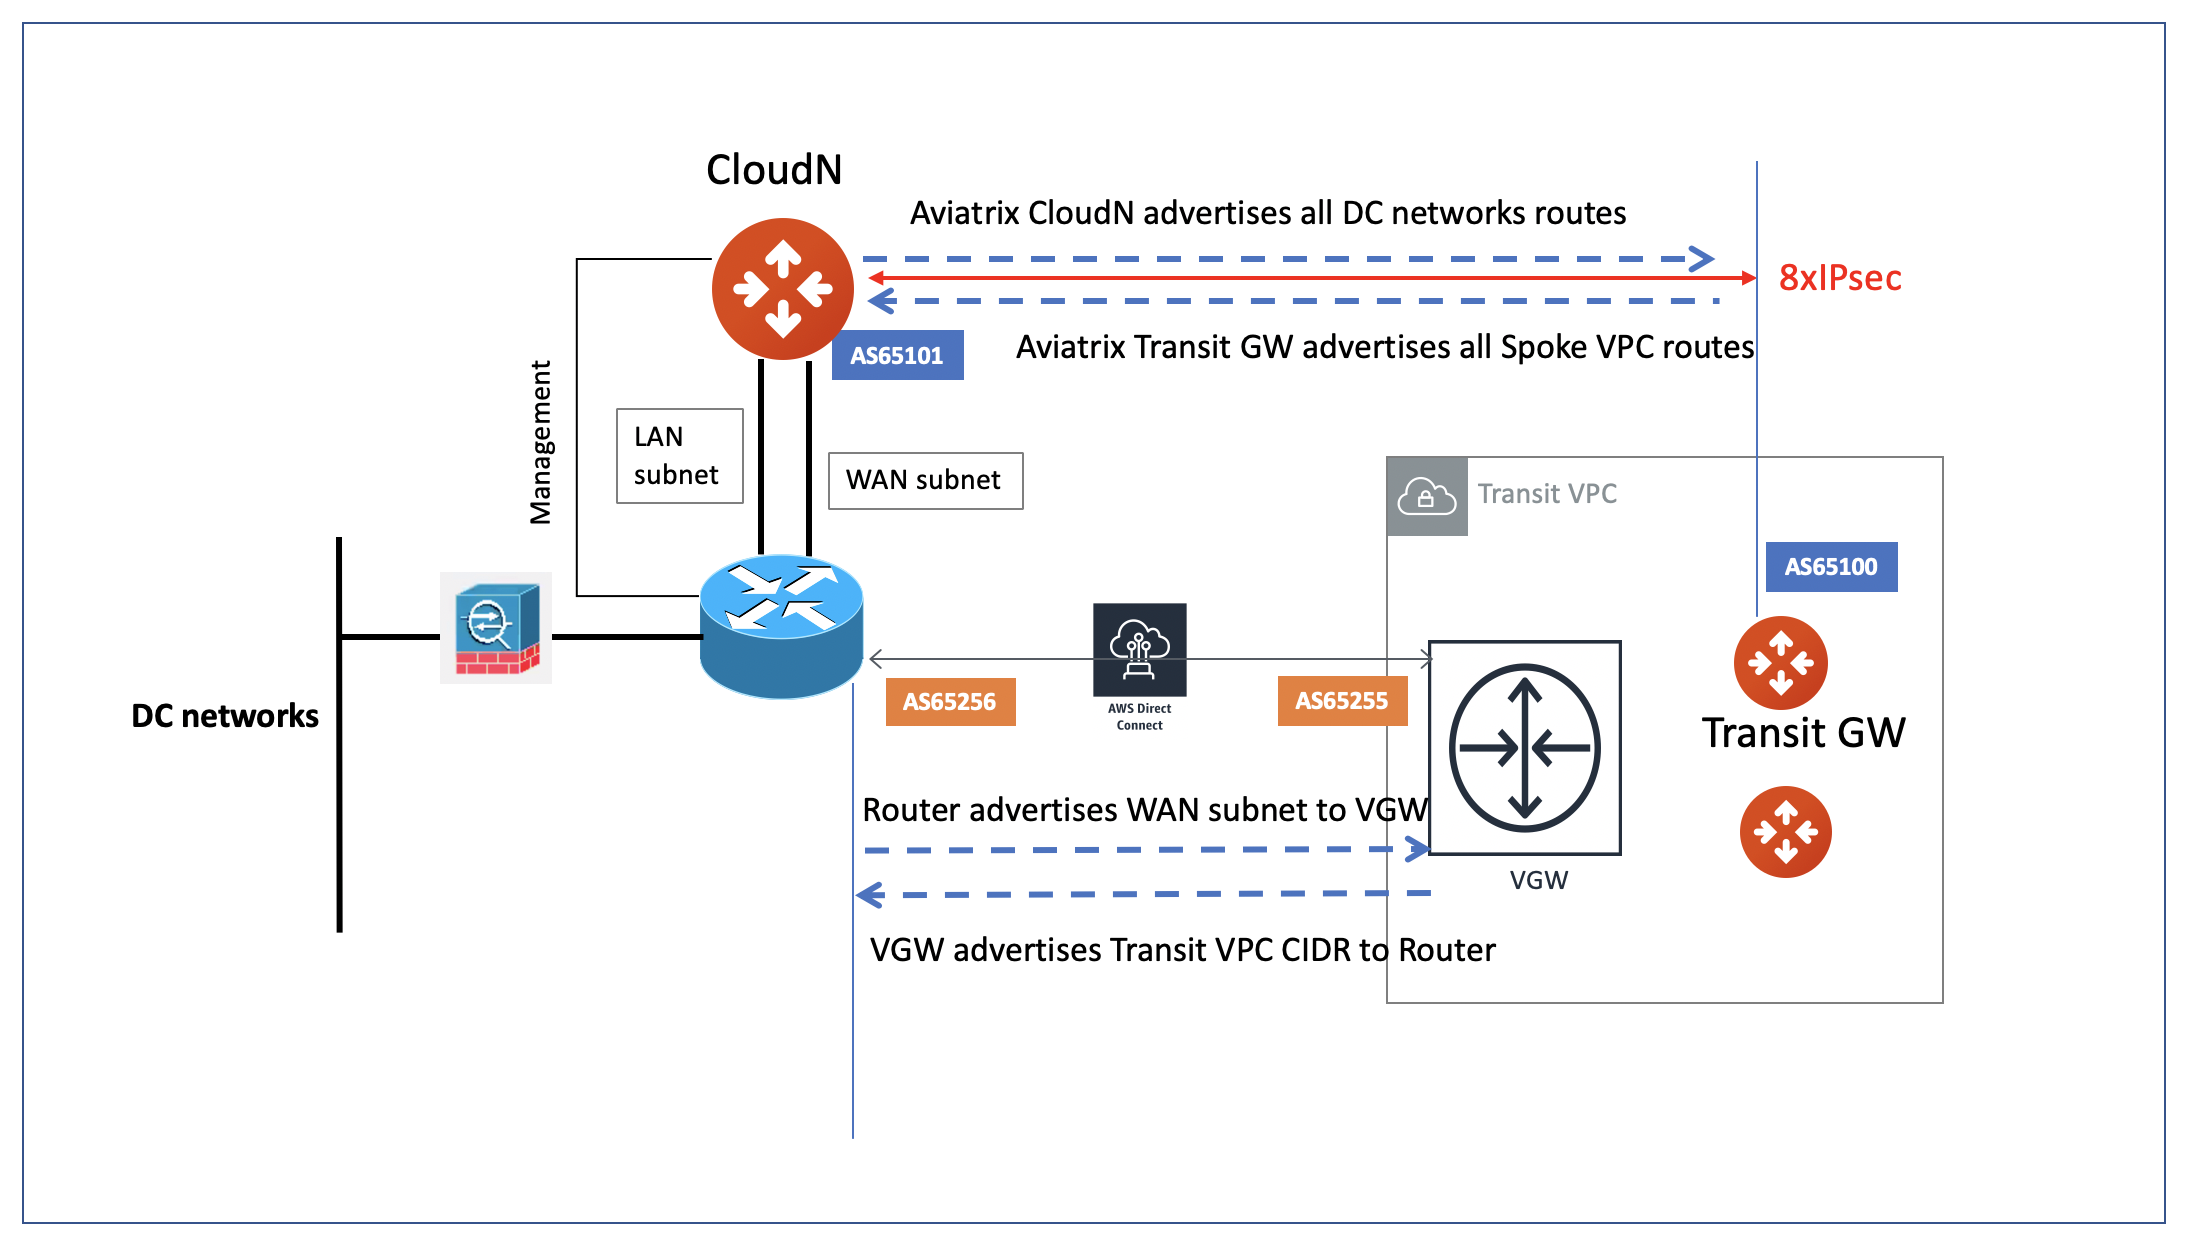 CloudN
Aviatrix CloudN advertises all DC networks routes
8xIPsec
Aviatrix Transit GW advertises all Spoke VPC routes
AS65101
Management
LAN
subnet
WAN subnet
Transit VPC
AS65100
DC networks
AS65256
AWS Direct
Connect
AS65255
Transit GW
Router advertises WAN subnet to VGW
VGW
VGW advertises Transit VPC CIDR to Router